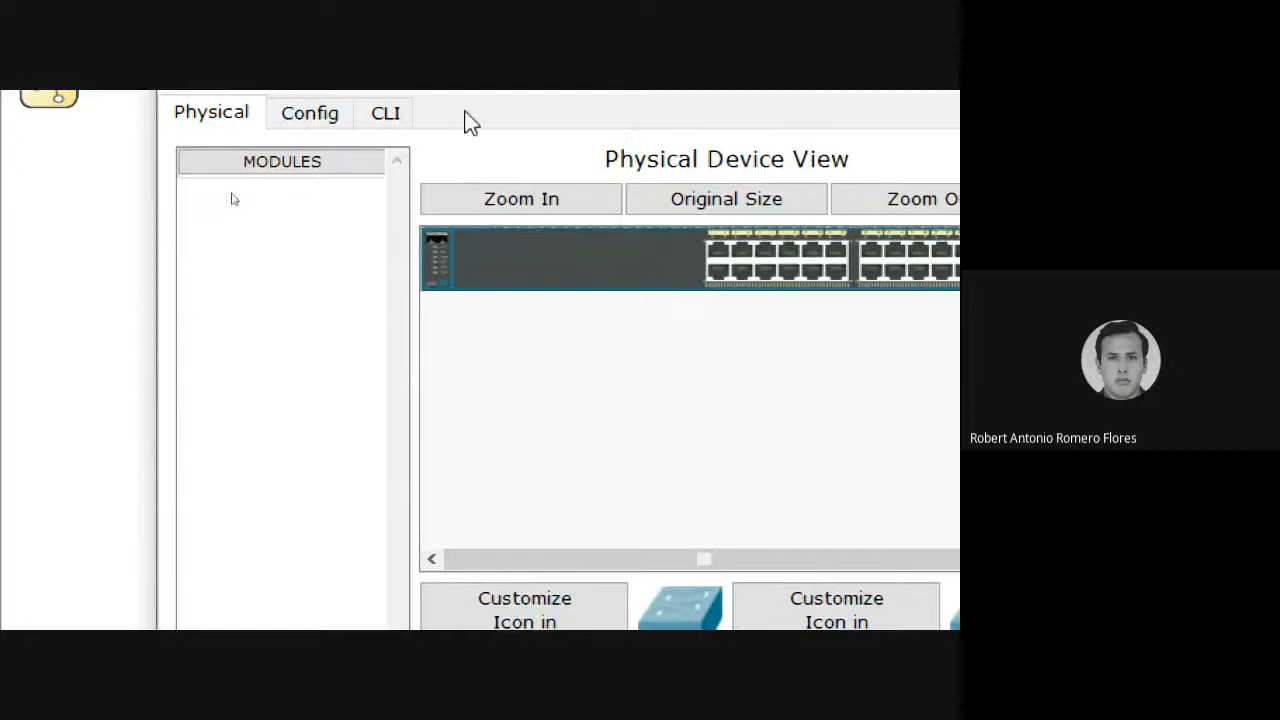 Physical
Config
CLI
MODULES
Physical Device View
Zoom In
Original Size
Zoom O
Customize
Icon in
Customize
Icon in
Robert Antonio Romero Flores